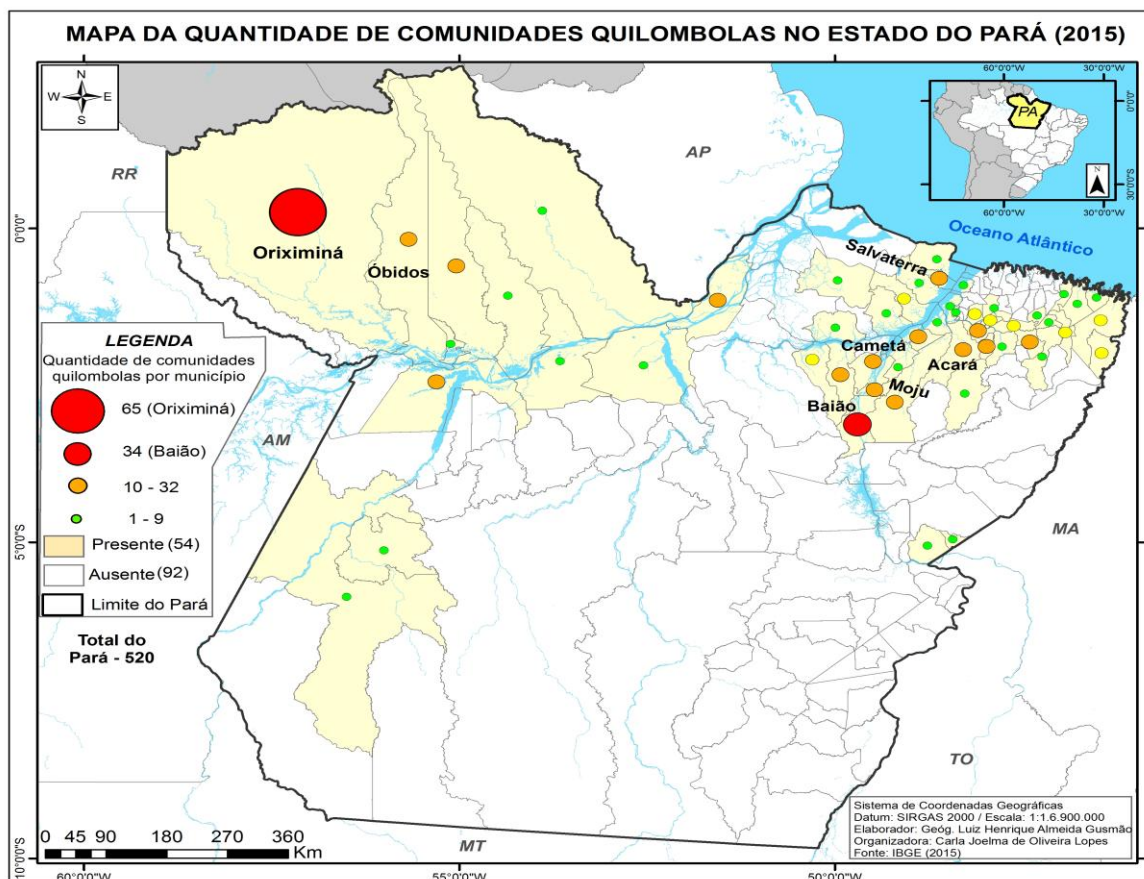 MAPA DA QUANTIDADE DE COMUNIDADES QUILOMBOLAS NO ESTADO DO PARÁ (2015)
N
W E
S
60°0'0"W 30°0'0"W
PA
0°0'0"
30°0'0"S
N
60°0'0"W 30°0'0"W
RR
AP
Oceano Atlântico
0°0'0"
Oriximiná
Óbidos
Salvaterra
Cametá
Acará
Moju
Baião
LEGENDA
Quantidade de comunidades
quilombolas por município
65 (Oriximiná)
34 (Baião)
10 - 32
1 - 9
Presente (54)
Ausente (92)
Limite do Pará
Total do
Pará - 520
AM
MA
5°0'0"S
TO
MT
0 45 90 180 270 360
Km
Sistema de Coordenadas Geográficas
Datum: SIRGAS 2000 / Escala: 1:1.6.900.000
Elaborador: Geóg. Luiz Henrique Almeida Gusmão
Organizadora: Carla Joelma de Oliveira Lopes
Fonte: IBGE (2015)
10°0'0"S
60°0'0"W 55°0'0"W 50°0'0"W